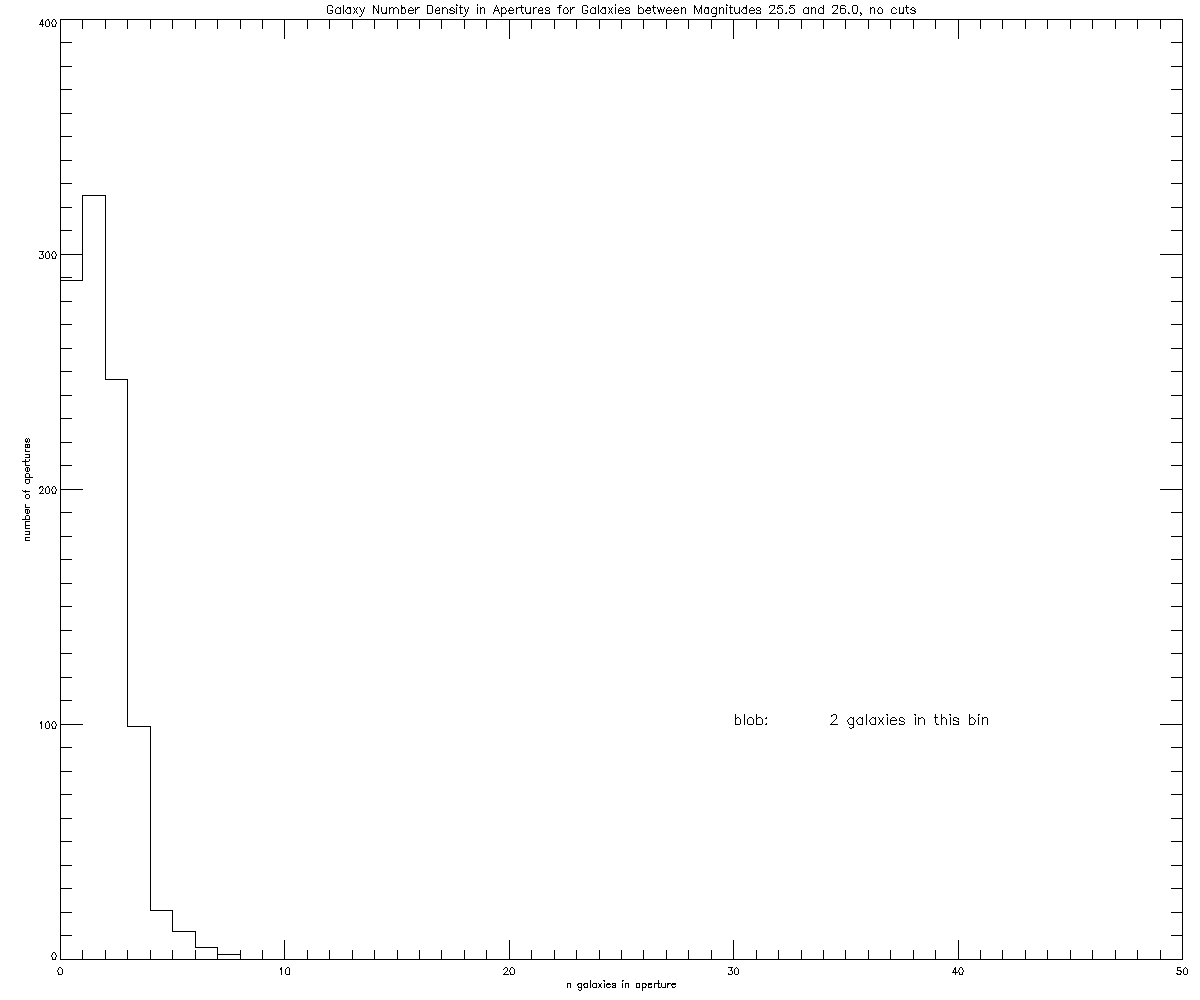 Galaxy Number Density in Apertures for Galaxies between Magnitudes 25.5 and 26.0, no cuts
400
300
200
100
0
number of apertures
blob: 2 galaxies in this bin
0 10 20 30 40 50
n galaxies in aperture